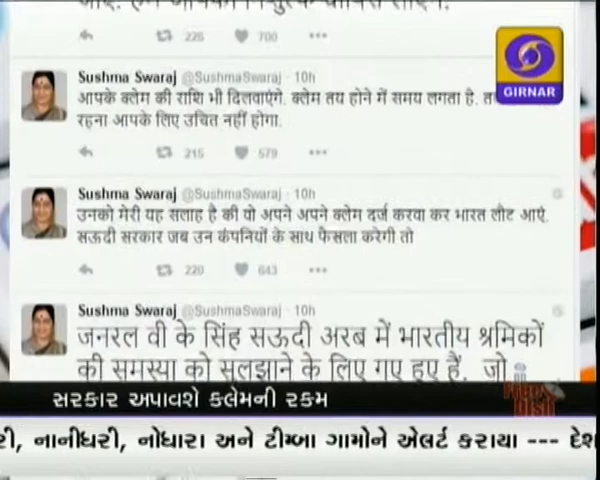 225 700
Sushma Swaraj @SushmaSwaraj · 10h
आपके क्लेम की राशि भी दिलवाएंगे. क्लेम तय होने में समय लगता है.
रहना आपके लिए उचित नहीं होगा.
215 579
Sushma Swaraj @SushmaSwaraj · 10h
उनको मेरी यह सलाह है की वो अपने अपने क्लेम दर्ज करवा कर भारत लौट आएं.
सऊदी सरकार जब उन कंपनियों के साथ फैसला करेगी तो
220 643
Sushma Swaraj @SushmaSwaraj · 10h
जनरल वी के सिंह सऊदी अरब में भारतीय श्रमिकों
की समस्या को सुलझाने के लिए गए हुए हैं. जो
GIRNAR
સરકાર અપાવશે કલેમની રકમ
Dish
નાનીધરી, નોધારા અને ટીમ્બા ગામોને એલર્ટ કરાયા --- દેશ